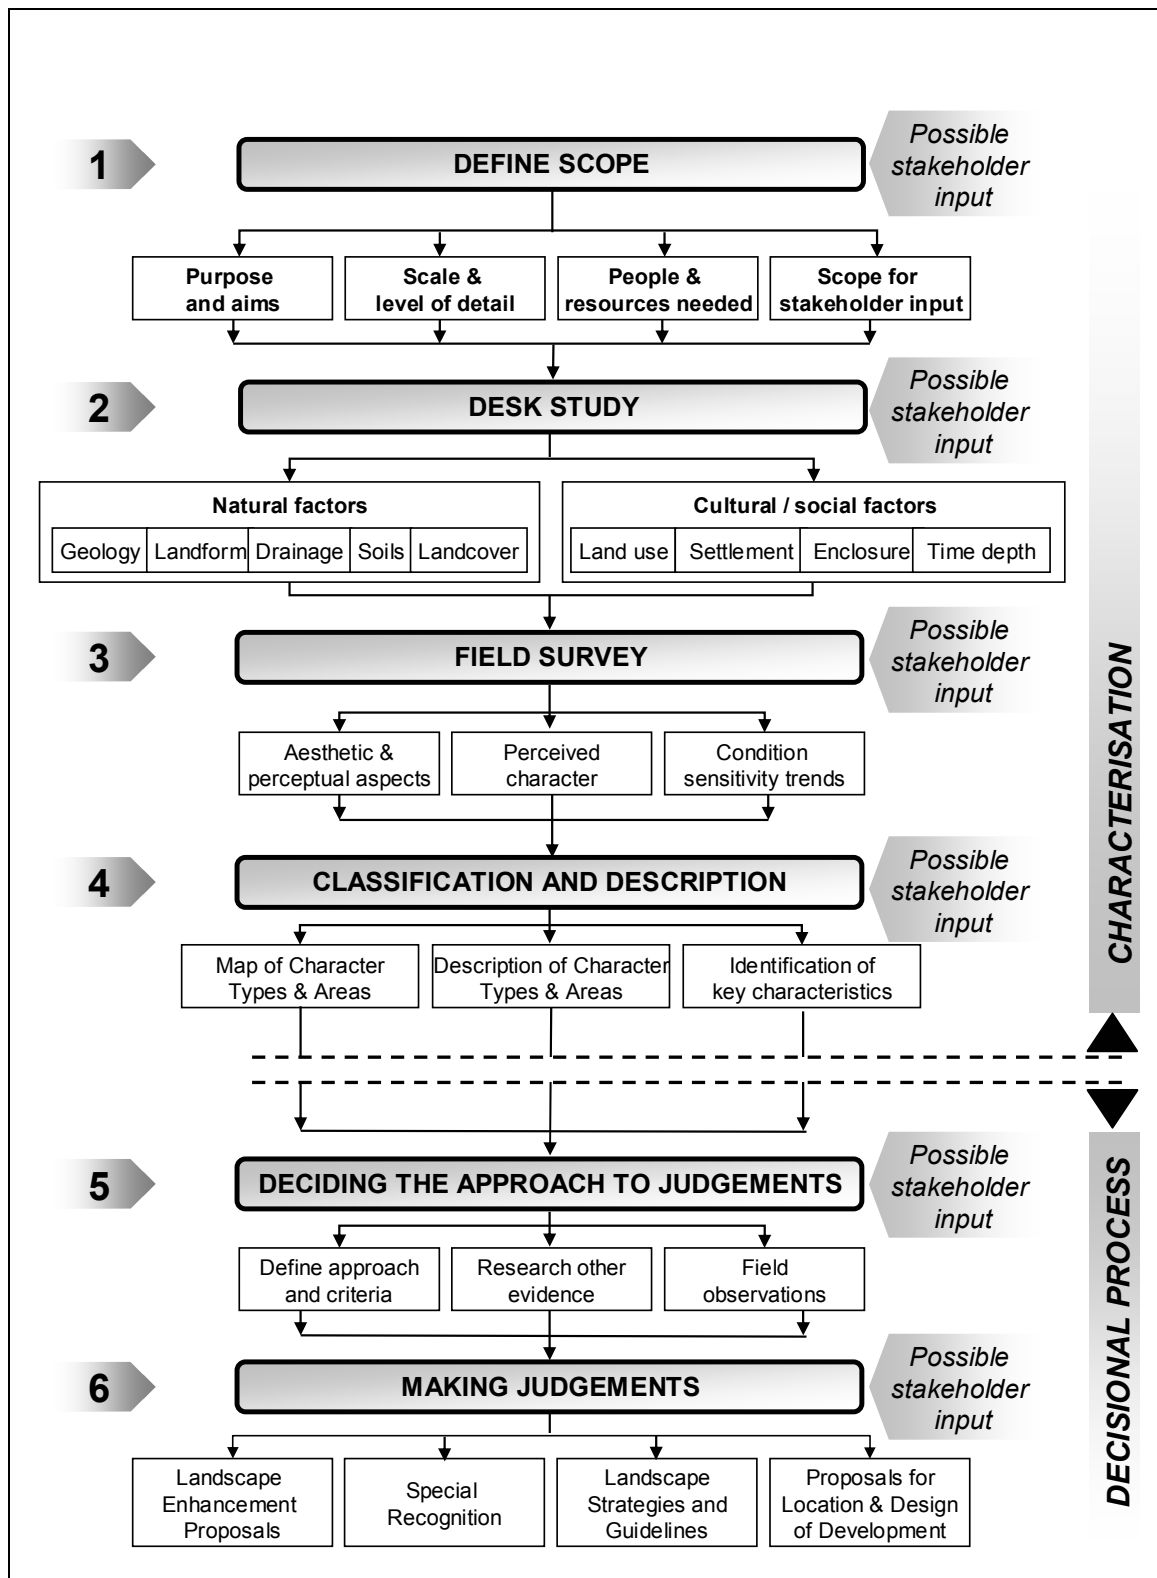 1
DEFINE SCOPE
Possible
stakeholder
input
Purpose
and aims
Scale &
level of detail
People &
resources needed
Scope for
stakeholder input
2
DESK STUDY
Possible
stakeholder
input
Natural factors
Geology
Landform
Drainage
Soils
Landcover
Cultural / social factors
Land use
Settlement
Enclosure
Time depth
3
FIELD SURVEY
Possible
stakeholder
input
Aesthetic &
perceptual aspects
Perceived
character
Condition
sensitivity trends
4
CLASSIFICATION AND DESCRIPTION
Possible
stakeholder
input
Map of Character
Types & Areas
Description of Character
Types & Areas
Identification of
key characteristics
CHARACTERISATION
5
DECIDING THE APPROACH TO JUDGEMENTS
Possible
stakeholder
input
Define approach
and criteria
Research other
evidence
Field
observations
6
MAKING JUDGEMENTS
Possible
stakeholder
input
Landscape
Enhancement
Proposals
Special
Recognition
Landscape
Strategies and
Guidelines
Proposals for
Location & Design
of Development
DECISIONAL PROCESS